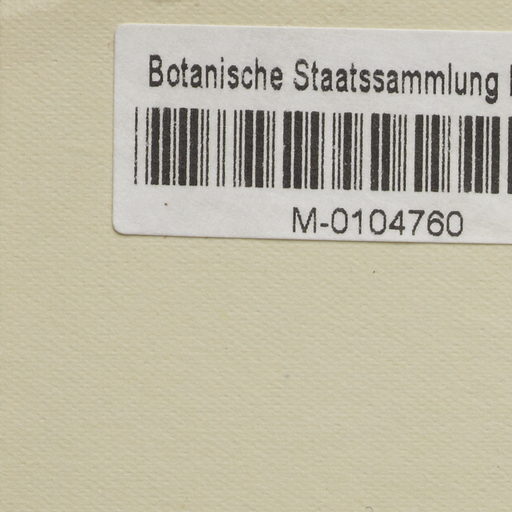 Botanische Staatssammlung
M-0104760